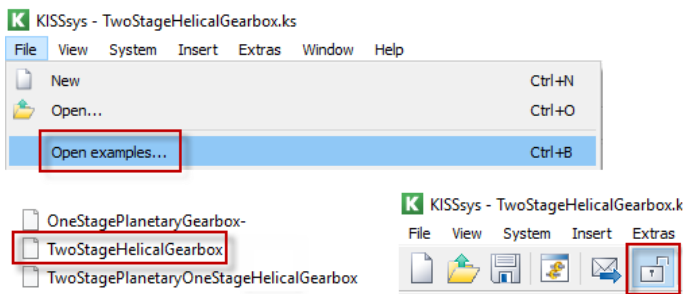 KISSsys - TwoStageHelicalGearbox.ks
File View System Insert Extras Window Help
New Ctrl+N
Open... Ctrl+O
Open examples... Ctrl+B
OneStagePlanetaryGearbox-
TwoStageHelicalGearbox
TwoStagePlanetaryOneStageHelicalGearbox
KISSsys - TwoStageHelicalGearbox.k
File View System Insert Extras